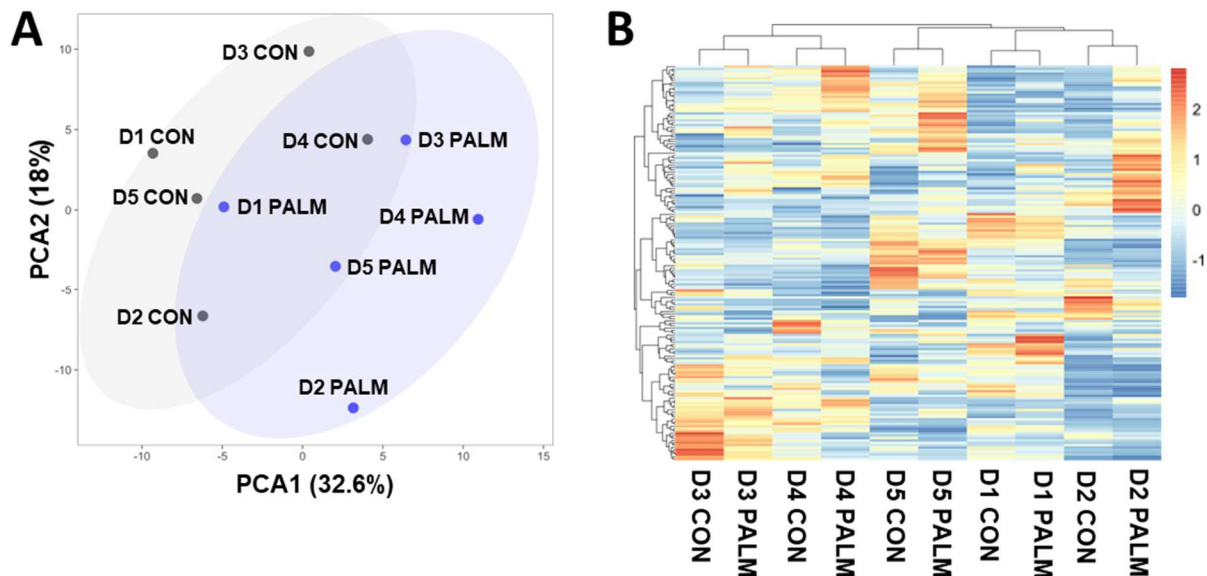 A
D3 CON
D1 CON
D4 CON
D3 PALM
D5 CON
D1 PALM
D4 PALM
D5 PALM
D2 CON
D2 PALM
10
5
0
-5
-10
PCA2 (18%)
-10
-5
0
5
10
15
PCA1 (32.6%)
B
2
1
0
-1
D3 CON
D3 PALM
D4 CON
D4 PALM
D5 CON
D5 PALM
D1 CON
D1 PALM
D2 CON
D2 PALM